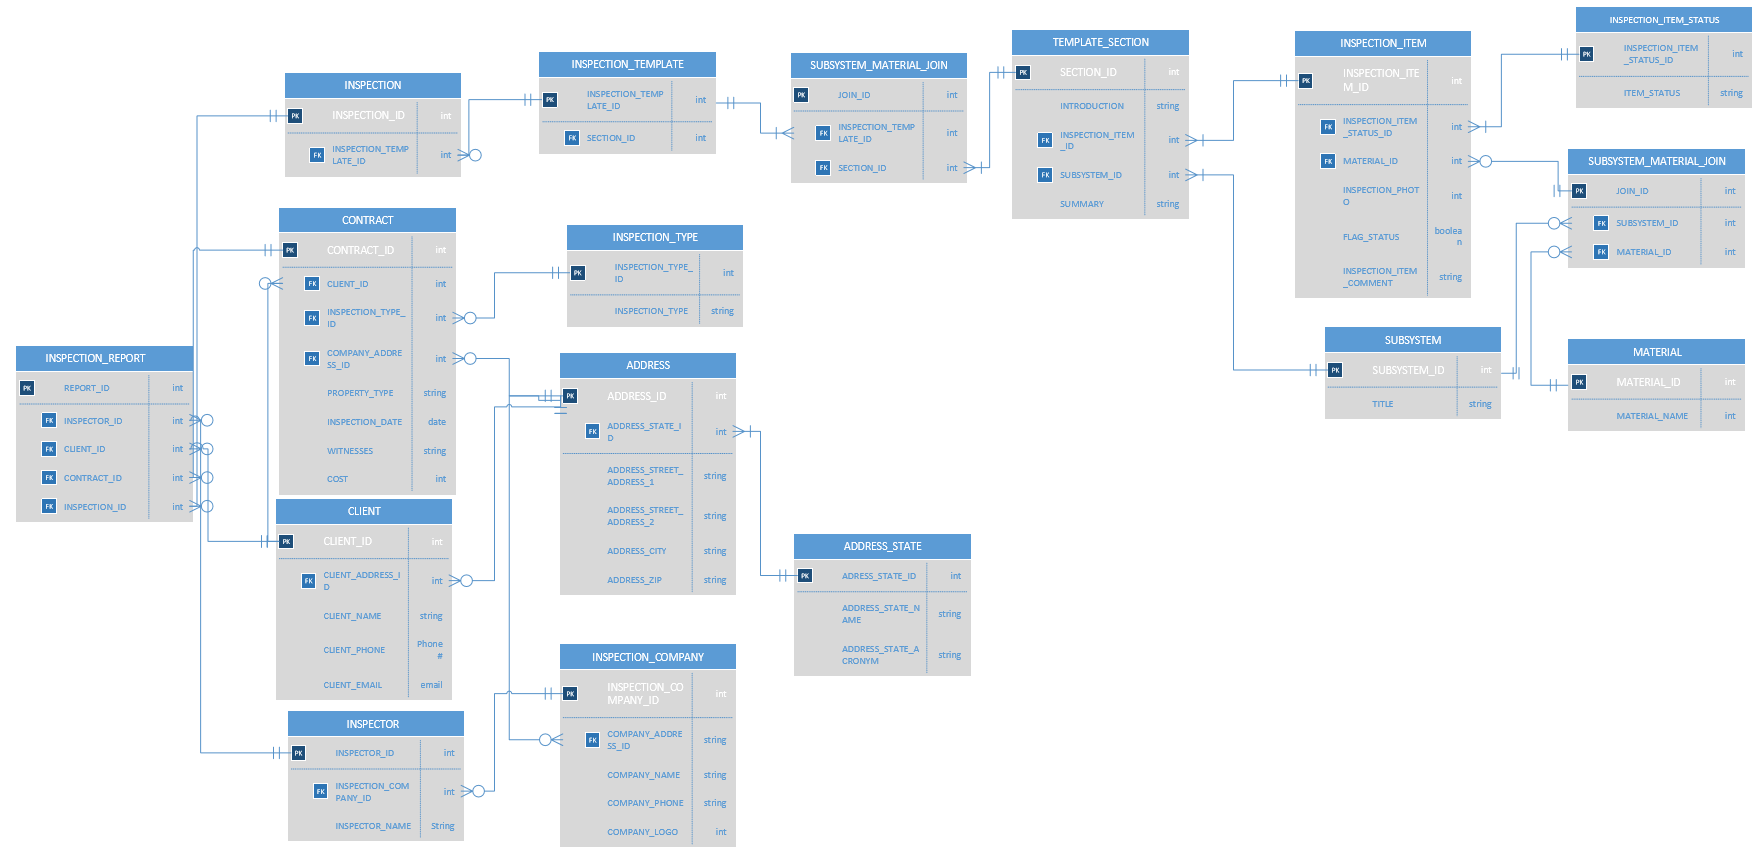 INSPECTION
PK INSPECTION_ID int
FK INSPECTION_TEMP
LATE_ID int
INSPECTION_TEMPLATE
PK INSPECTION_TEMP
LATE_ID int
FK SECTION_ID int
SUBSYSTEM_MATERIAL_JOIN
PK JOIN_ID int
FK INSPECTION_TEMP
LATE_ID int
FK SECTION_ID int
TEMPLATE_SECTION
PK SECTION_ID int
INTRODUCTION string
FK INSPECTION_ITEM
_ID int
FK SUBSYSTEM_ID int
SUMMARY string
INSPECTION_ITEM
PK INSPECTION_ITE
M_ID int
FK INSPECTION_ITEM
_STATUS_ID int
FK MATERIAL_ID int
INSPECTION_PHOT
O int
FLAG_STATUS boolea
n
INSPECTION_ITEM
_COMMENT string
INSPECTION_ITEM_STATUS
PK INSPECTION_ITEM
_STATUS_ID int
ITEM_STATUS string
SUBSYSTEM_MATERIAL_JOIN
PK JOIN_ID int
FK SUBSYSTEM_ID int
FK MATERIAL_ID int
CONTRACT
PK CONTRACT_ID int
FK CLIENT_ID int
FK INSPECTION_TYPE_
ID int
FK COMPANY_ADDRE
SS_ID int
PROPERTY_TYPE string
INSPECTION_DATE date
WITNESSES string
COST int
INSPECTION_TYPE
PK INSPECTION_TYPE_
ID int
INSPECTION_TYPE string
INSPECTION_REPORT
PK REPORT_ID int
FK INSPECTOR_ID int
FK CLIENT_ID int
FK CONTRACT_ID int
FK INSPECTION_ID int
ADDRESS
PK ADDRESS_ID int
FK ADDRESS_STATE_I
D int
ADDRESS_STREET_
ADDRESS_1 string
ADDRESS_STREET_
ADDRESS_2 string
ADDRESS_CITY string
ADDRESS_ZIP string
SUBSYSTEM
PK SUBSYSTEM_ID int
TITLE string
MATERIAL
PK MATERIAL_ID int
MATERIAL_NAME int
CLIENT
PK CLIENT_ID int
FK CLIENT_ADDRESS_I
D int
CLIENT_NAME string
CLIENT_PHONE Phone
#
CLIENT_EMAIL email
ADDRESS_STATE
PK ADRESS_STATE_ID int
ADDRESS_STATE_N
AME string
ADDRESS_STATE_A
CRONYM string
INSPECTION_COMPANY
PK INSPECTION_CO
MPANY_ID int
FK COMPANY_ADDRE
SS_ID string
COMPANY_NAME string
COMPANY_PHONE string
COMPANY_LOGO int
INSPECTOR
PK INSPECTOR_ID int
FK INSPECTION_COM
PANY_ID int
INSPECTOR_NAME String